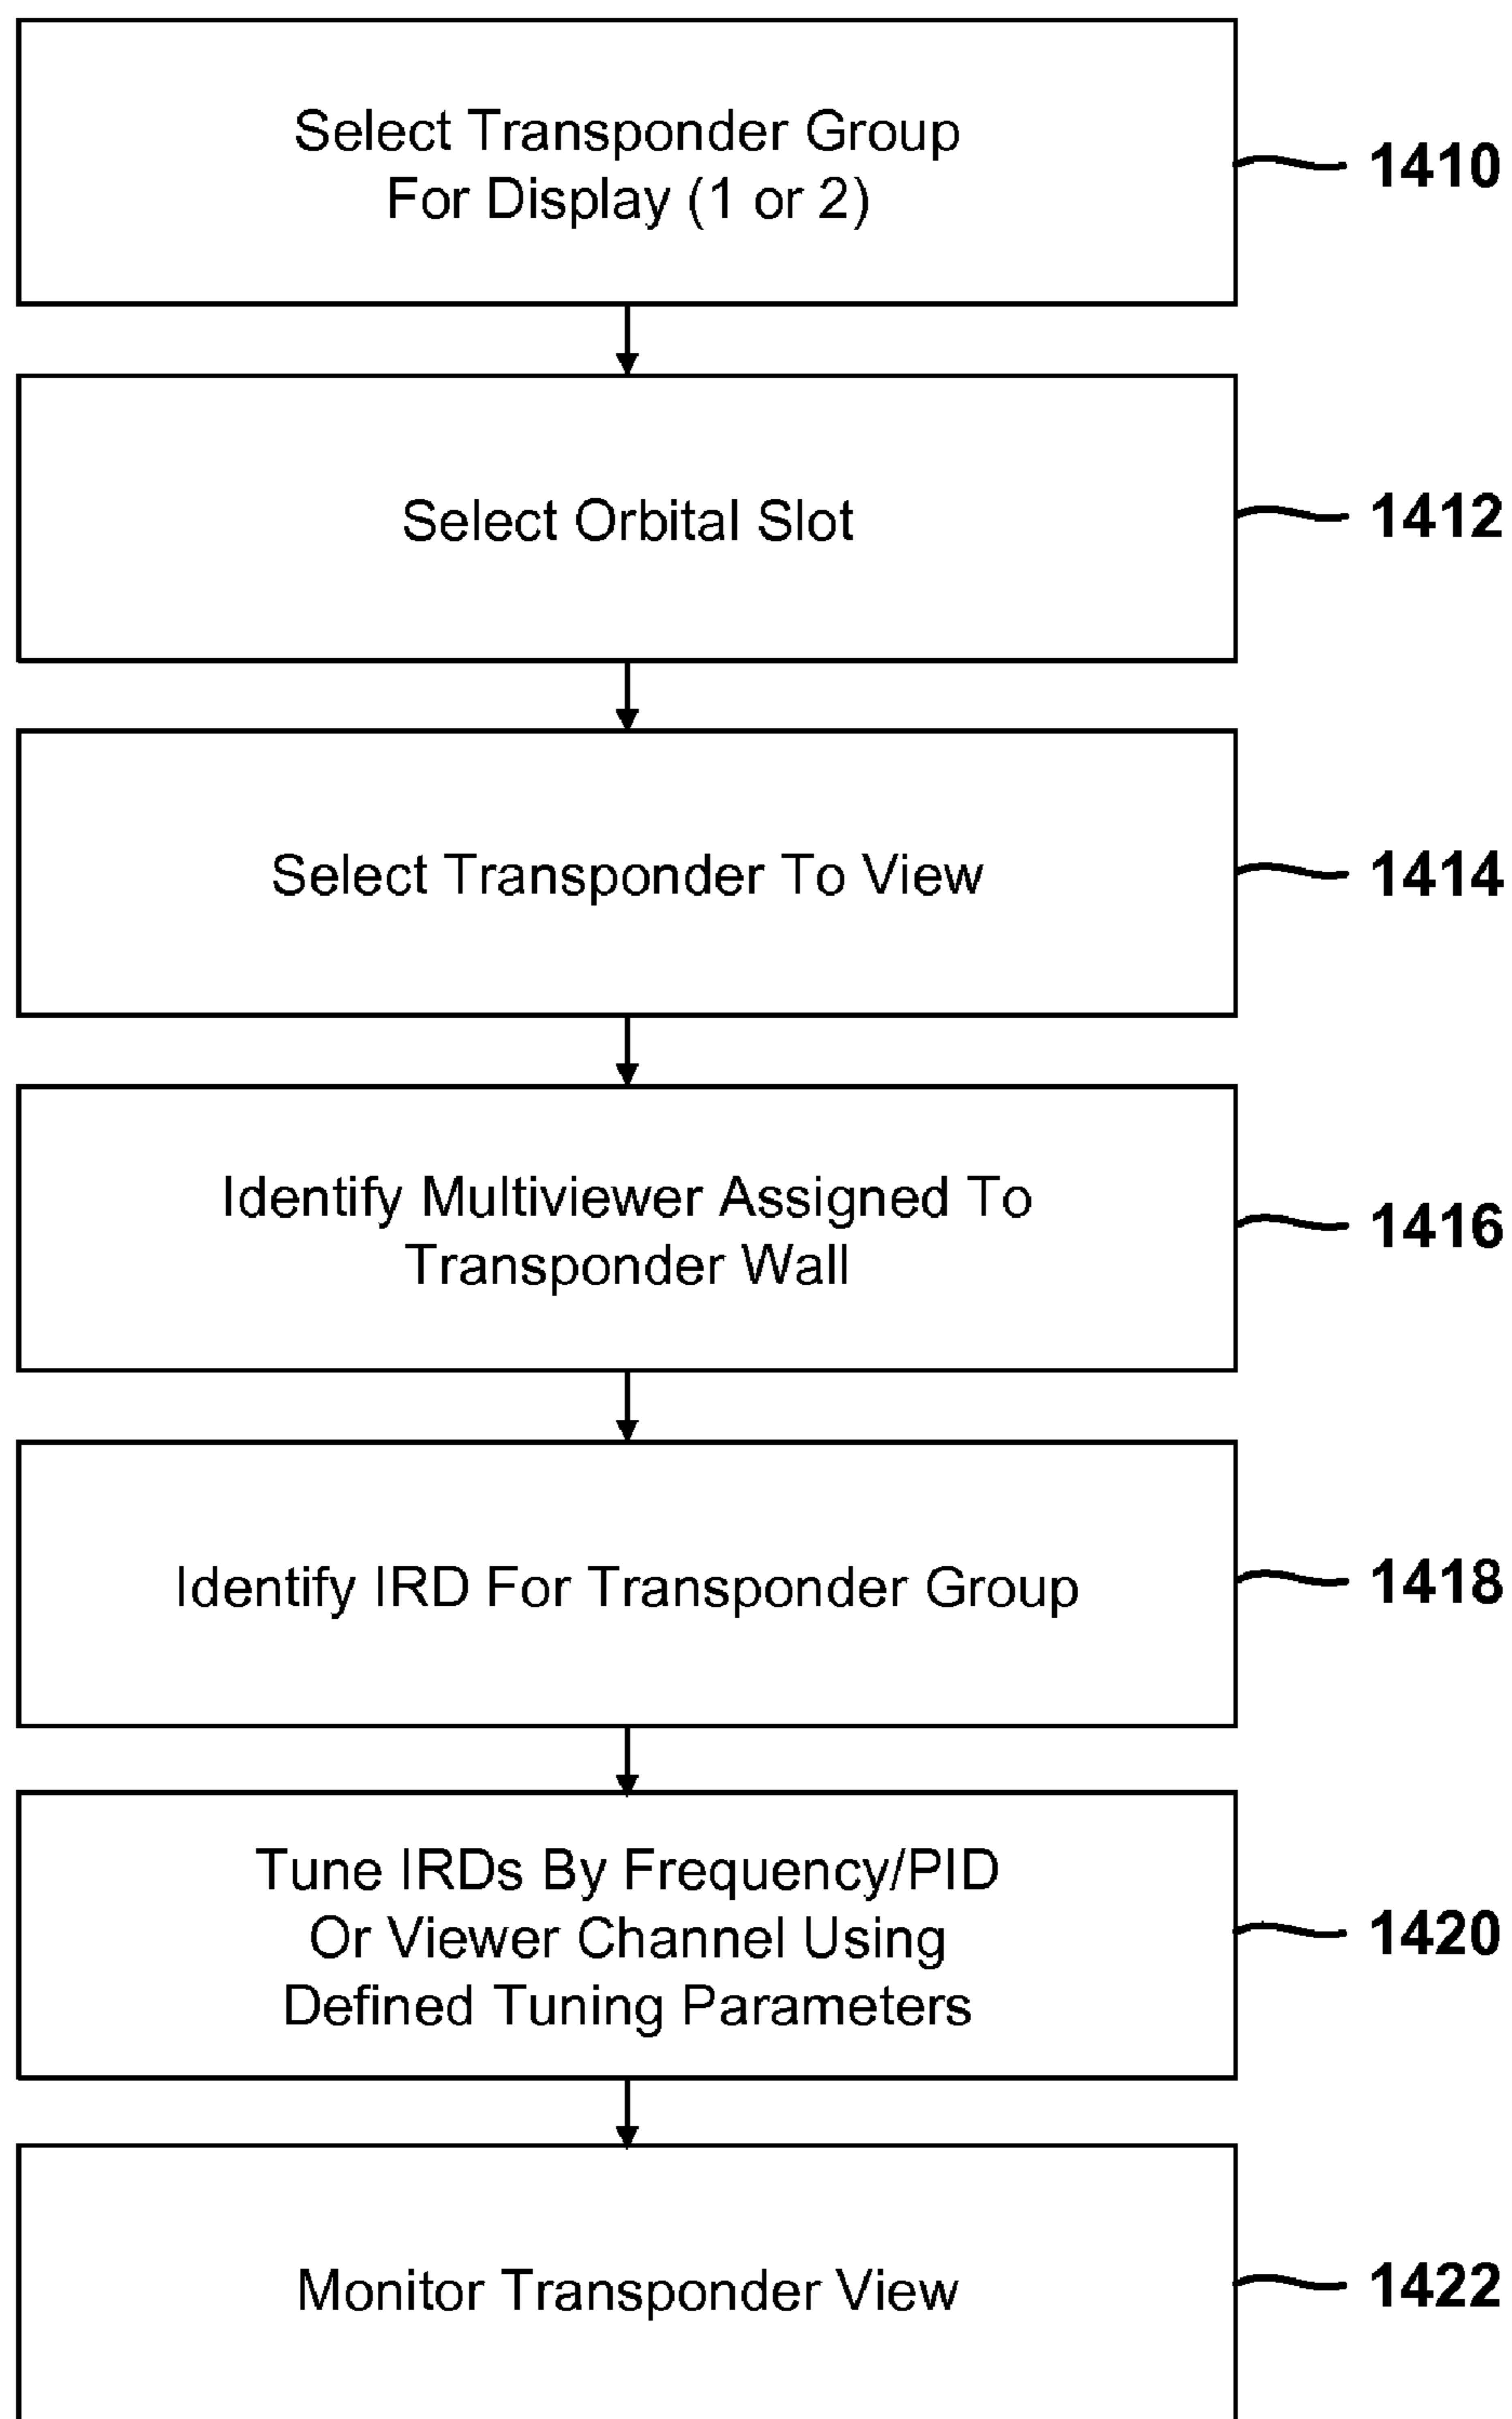 Select Transponder Group
For Display (1 or 2)
1410
Select Orbital Slot
1412
Select Transponder To View
1414
Identify Multiviewer Assigned To
Transponder Wall
1416
Identify IRD For Transponder Group
1418
Tune IRDs By Frequency/PID
Or Viewer Channel Using
Defined Tuning Parameters
1420
Monitor Transponder View
1422